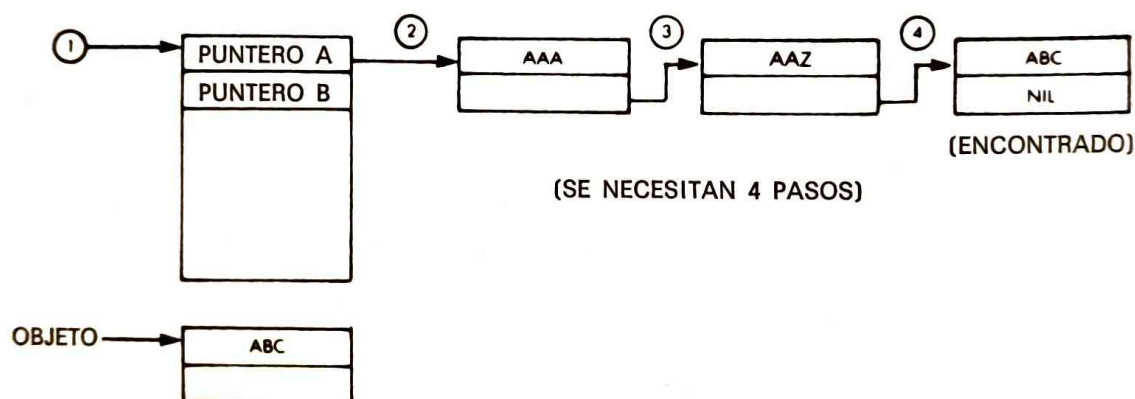 1
PUNTERO A
PUNTERO B
2
AAA
3
AAZ
4
ABC
NIL
(ENCONTRADO)
(SE NECESITAN 4 PASOS)
OBJETO
ABC